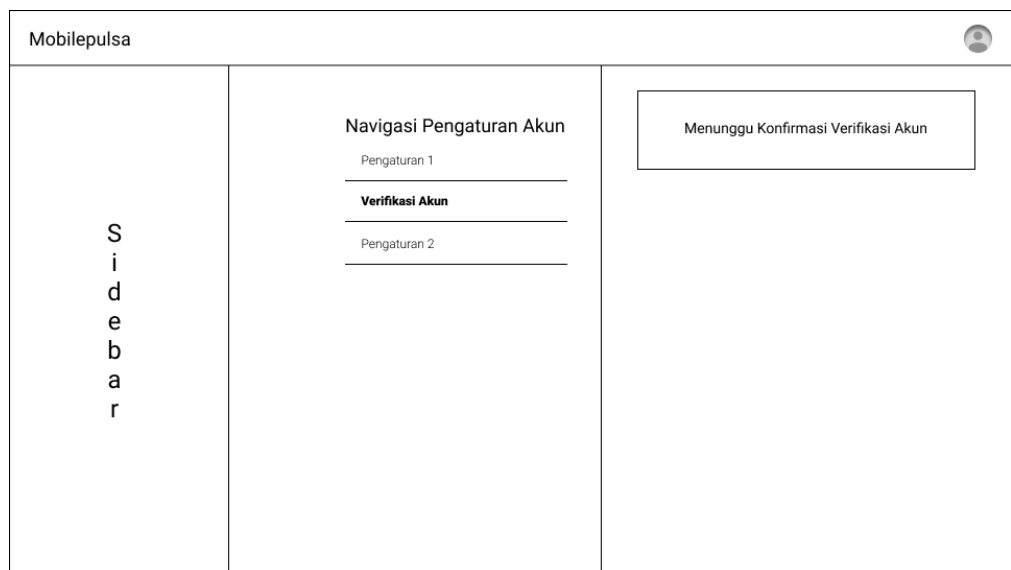 Mobilepulsa
S
i
d
e
b
a
r
Navigasi Pengaturan Akun
Pengaturan 1
Verifikasi Akun
Pengaturan 2
Menunggu Konfirmasi Verifikasi Akun